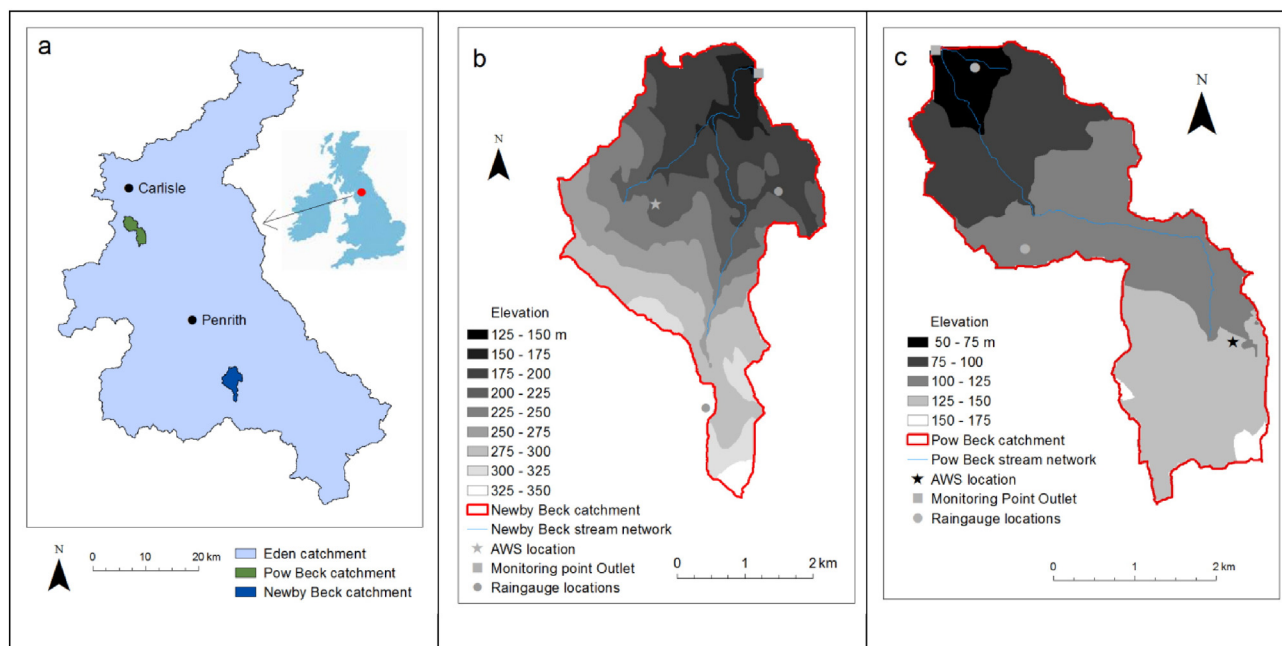 a
Carlisle
Penrith
N
0 10 20 km
Eden catchment
Pow Beck catchment
Newby Beck catchment
b
N
Elevation
125 - 150 m
150 - 175
175 - 200
200 - 225
225 - 250
250 - 275
275 - 300
300 - 325
325 - 350
Newby Beck catchment
Newby Beck stream network
AWS location
Monitoring point Outlet
Raingauge locations
0 1 2 km
c
N
Elevation
50 - 75 m
75 - 100
100 - 125
125 - 150
150 - 175
Pow Beck catchment
Pow Beck stream network
AWS location
Monitoring Point Outlet
Raingauge locations
0 1 2 km